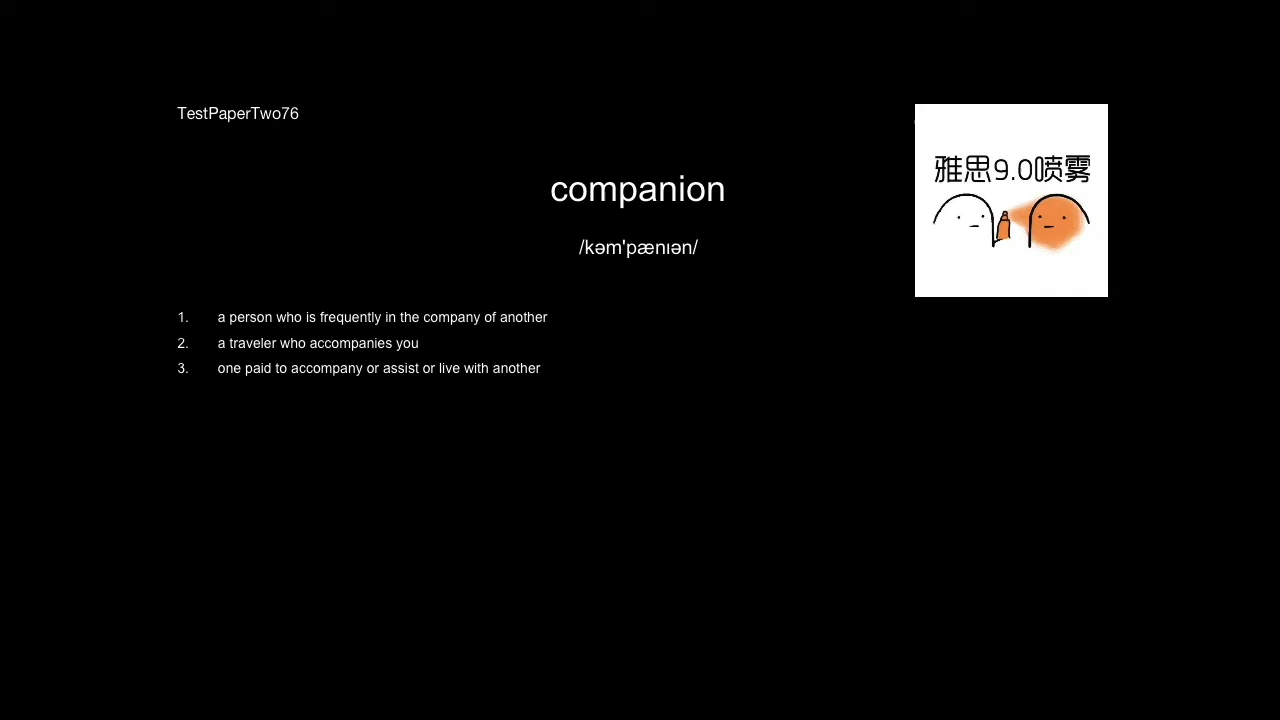 TestPaperTwo76
雅思9.0喷雾
companion
/kəm'pænıən/
1. a person who is frequently in the company of another
2. a traveler who accompanies you
3. one paid to accompany or assist or live with another